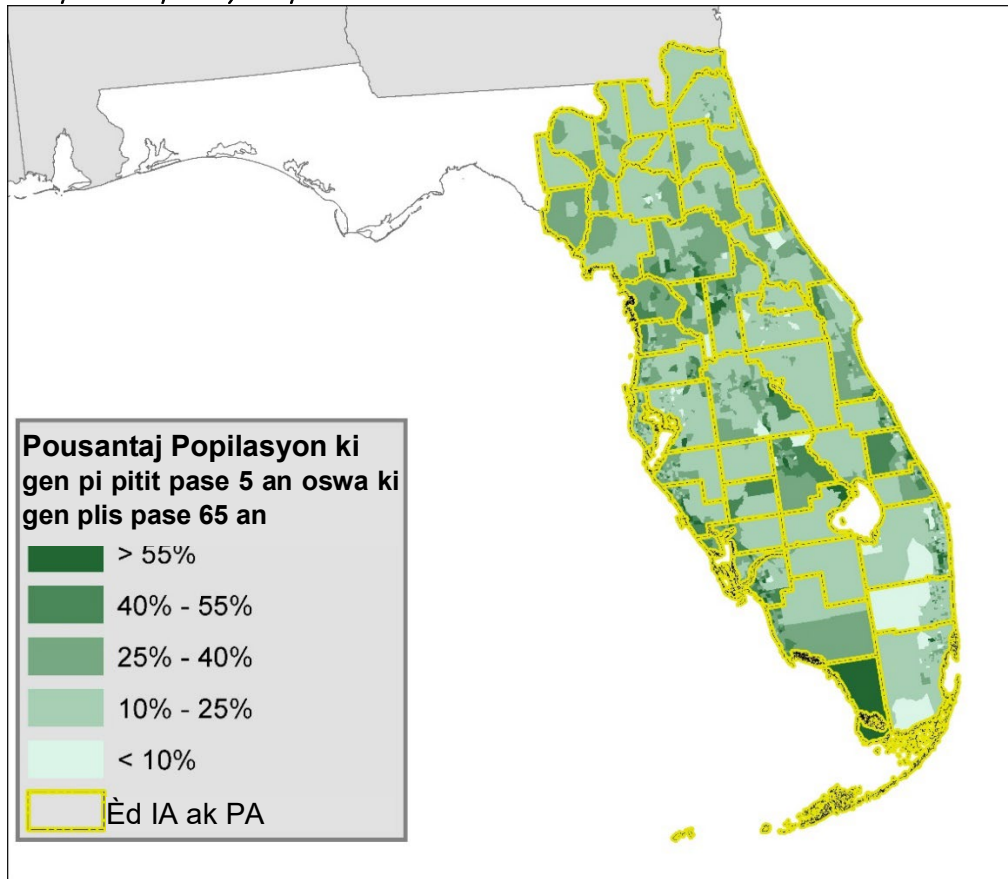 Pousantaj Popilasyon ki
gen pi pitit pase 5 an oswa ki
gen plis pase 65 an
> 55%
40% - 55%
25% - 40%
10% - 25%
< 10%
Èd IA ak PA